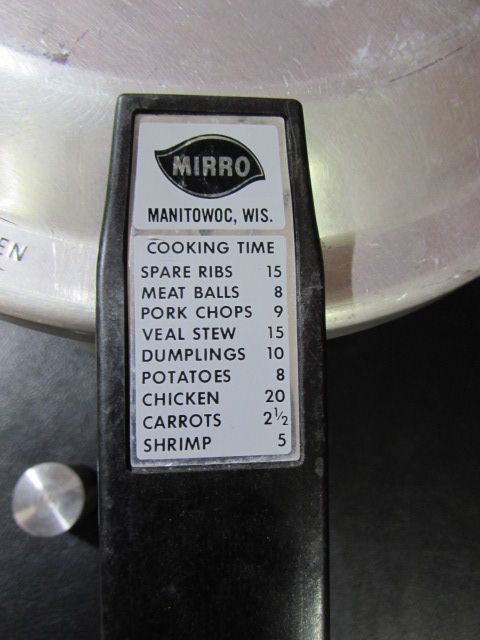 MIRRO
MANITOWOC, WIS.
COOKING TIME
SPARE RIBS 15
MEAT BALLS 8
PORK CHOPS 9
VEAL STEW 15
DUMPLINGS 10
POTATOES 8
CHICKEN 20
CARROTS 2½
SHRIMP 5
EN